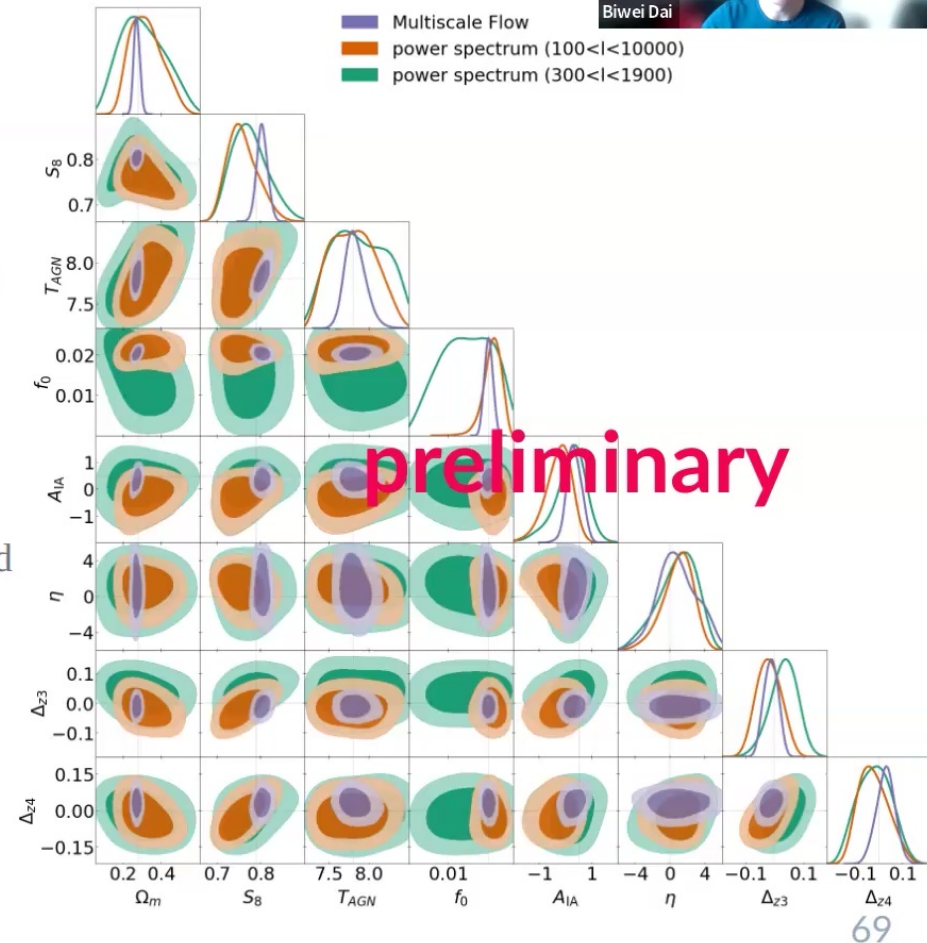 Biwei Dai
Multiscale Flow
power spectrum (100<l<10000)
power spectrum (300<l<1900)
S8
0.8
0.7
TAGN
8.0
7.5
f0
0.02
0.01
preliminary
AIA
1
0
−1
d
η
4
0
−4
Δz3
0.1
0.0
−0.1
Δz4
0.15
0.00
−0.15
0.2 0.4 0.7 0.8 7.5 8.0 0.01 −1 1 −4 0 4 −0.1 0.1 −0.1 0.1
Ωm S8 TAGN f0 AIA η Δz3 Δz4
69